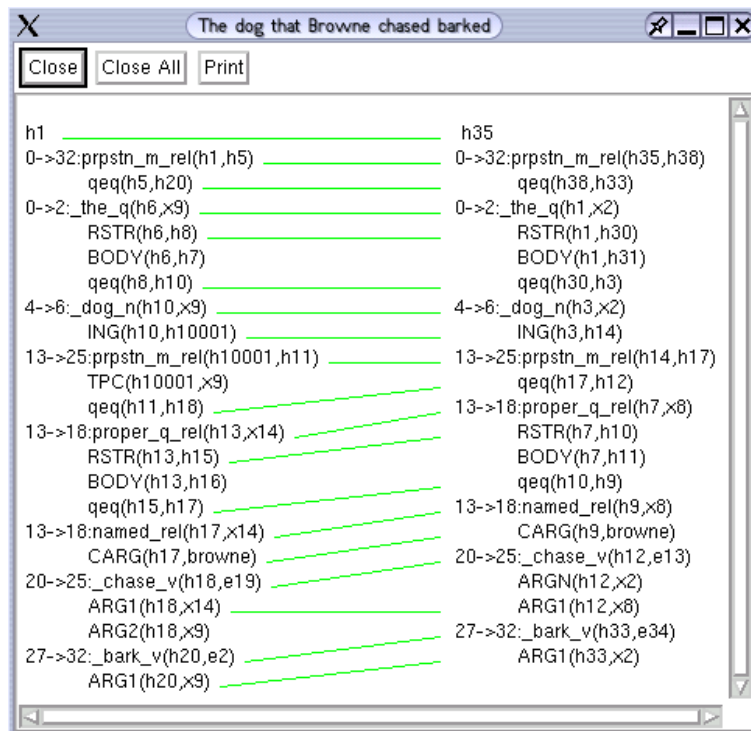 The dog that Browne chased barked
Close Close All Print
h1 h35
0->32:prpstn_m_rel(h1,h5) 0->32:prpstn_m_rel(h35,h38)
qeq(h5,h20) qeq(h38,h33)
0->2:_the_q(h6,x9) 0->2:_the_q(h1,x2)
RSTR(h6,h8) RSTR(h1,h30)
BODY(h6,h7) BODY(h1,h31)
qeq(h8,h10) qeq(h30,h3)
4->6:_dog_n(h10,x9) 4->6:_dog_n(h3,x2)
ING(h10,h10001) ING(h3,h14)
13->25:prpstn_m_rel(h10001,h11) 13->25:prpstn_m_rel(h14,h17)
TPC(h10001,x9) qeq(h17,h12)
qeq(h11,h18) 13->18:proper_q_rel(h7,x8)
13->18:proper_q_rel(h13,x14) RSTR(h7,h10)
RSTR(h13,h15) BODY(h7,h11)
BODY(h13,h16) qeq(h10,h9)
qeq(h15,h17) 13->18:named_rel(h9,x8)
13->18:named_rel(h17,x14) CARG(h9,browne)
CARG(h17,browne) 20->25:_chase_v(h12,e13)
20->25:_chase_v(h18,e19) ARGN(h12,x2)
ARG1(h18,x14) ARG1(h12,x8)
ARG2(h18,x9) 27->32:_bark_v(h33,e34)
27->32:_bark_v(h20,e2) ARG1(h33,x2)
ARG1(h20,x9)